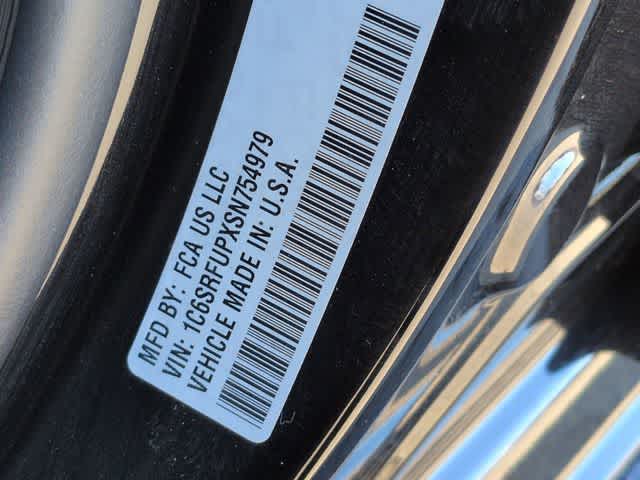 MFD BY: FCA US LLC
VIN: 1C6SRFUPXSN754979
VEHICLE MADE IN: U.S.A.